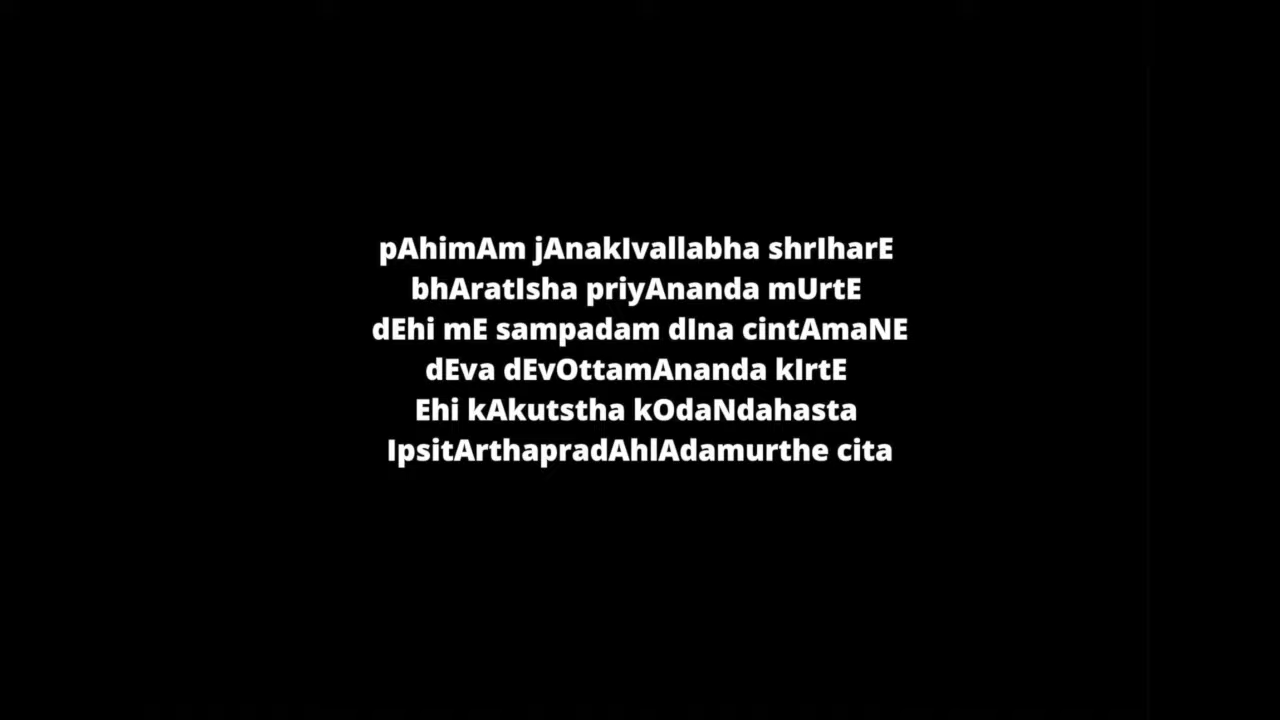 pAhimAm jAnakIvallabha shrIharE
bhAratIsha priyAnanda mUrtE
dEhi mE sampadam dIna cintAmaNE
dEva dEvOttamAnanda kIrtE
Ehi kAkutstha kOdaNdahasta
IpsitArthapradAhlAdamurthe cita